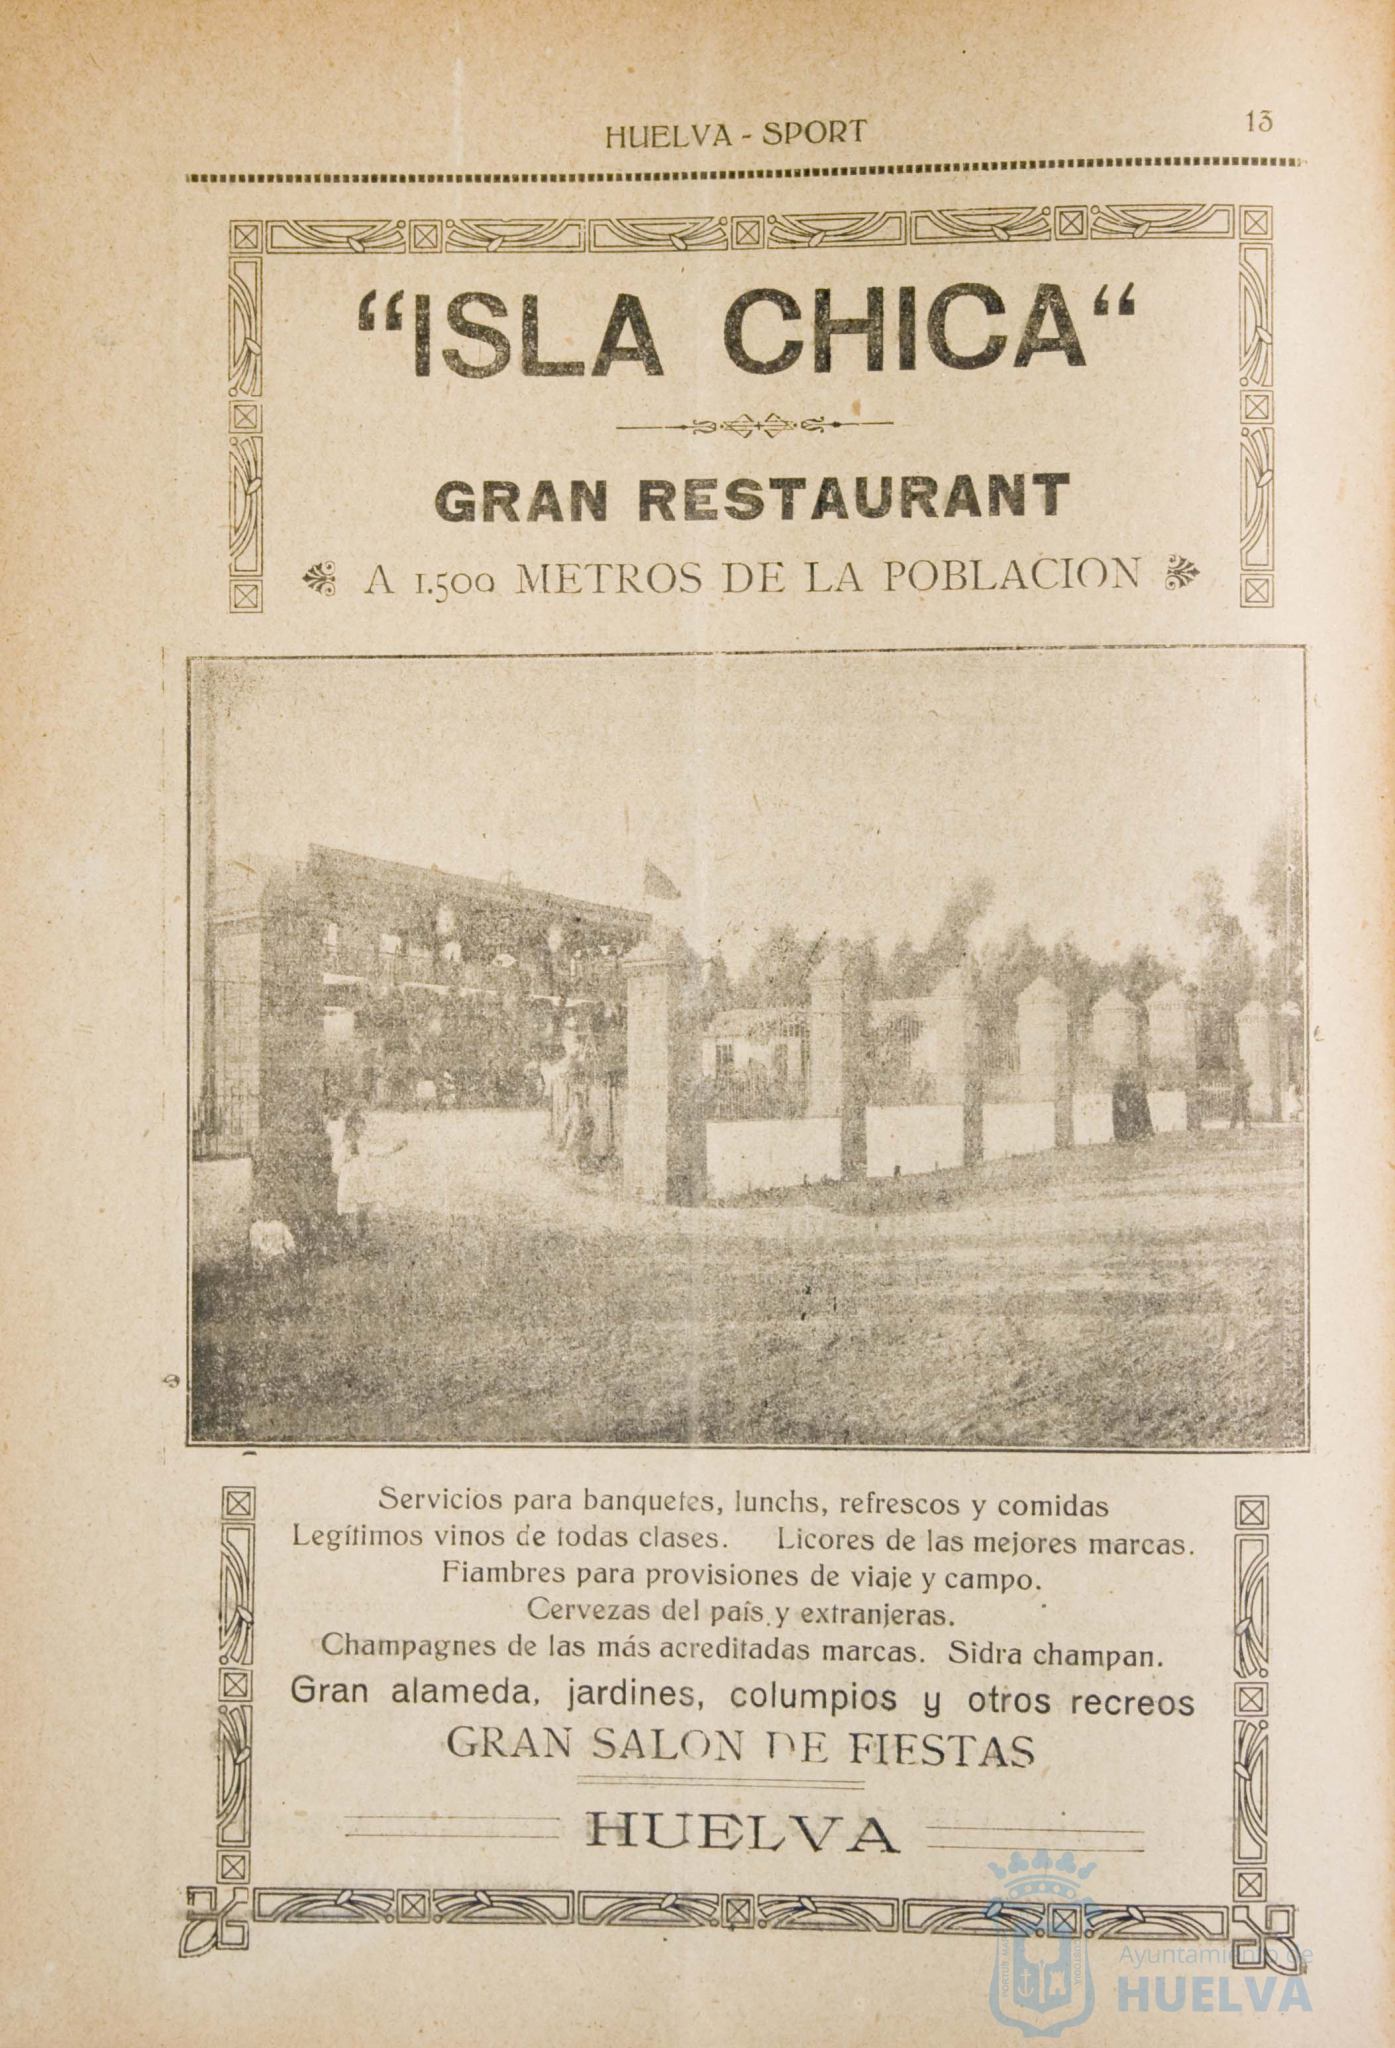 HUELVA - SPORT
13
“ISLA CHICA“
GRAN RESTAURANT
A 1.500 METROS DE LA POBLACION
Servicios para banquetes, lunchs, refrescos y comidas
Legítimos vinos de todas clases. Licores de las mejores marcas.
Fiambres para provisiones de viaje y campo.
Cervezas del país y extranjeras.
Champagnes de las más acreditadas marcas. Sidra champan.
Gran alameda, jardines, columpios y otros recreos
GRAN SALON DE FIESTAS
HUELVA
Ayuntamiento de
HUELVA